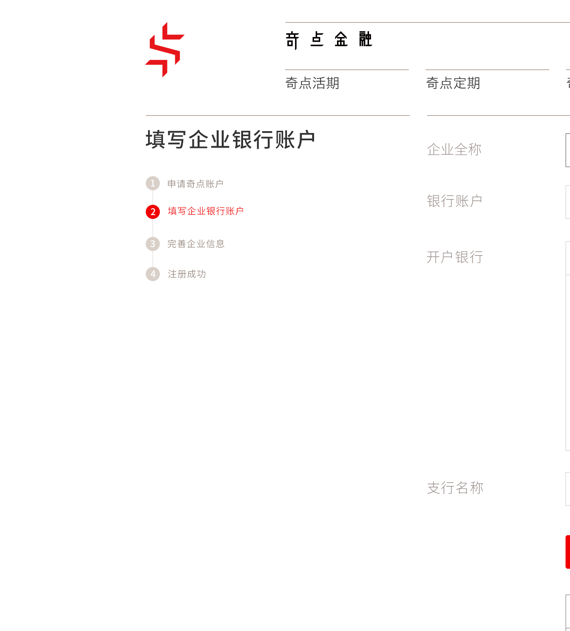 奇点金融
奇点活期
奇点定期
填写企业银行账户
1 申请奇点账户
2 填写企业银行账户
3 完善企业信息
4 注册成功
企业全称
银行账户
开户银行
支行名称